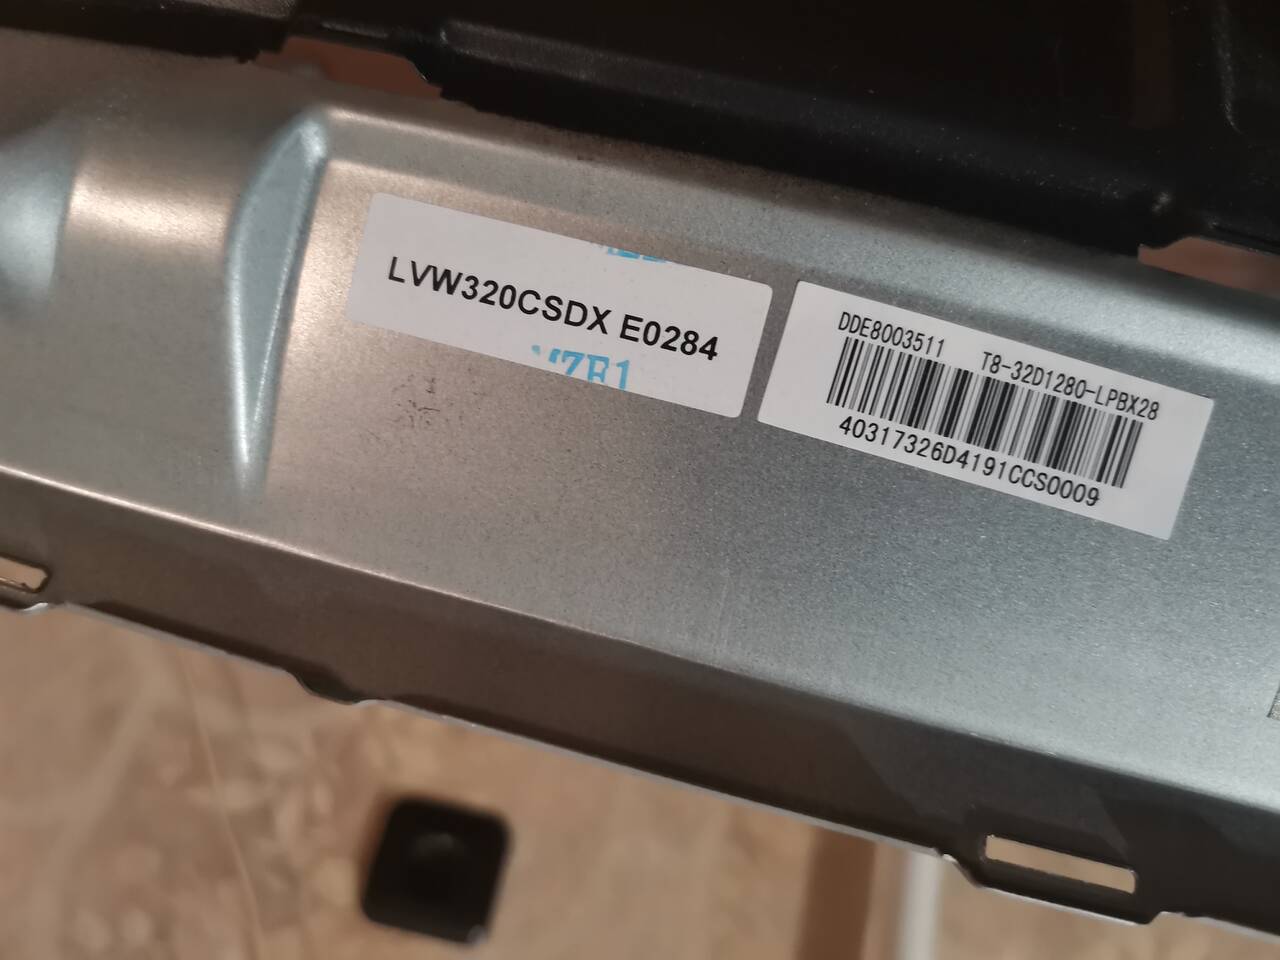 LVW320CSDX E0284
DDE8003511 T8-32D1280-LPBX28
40317326D4191CCS0009